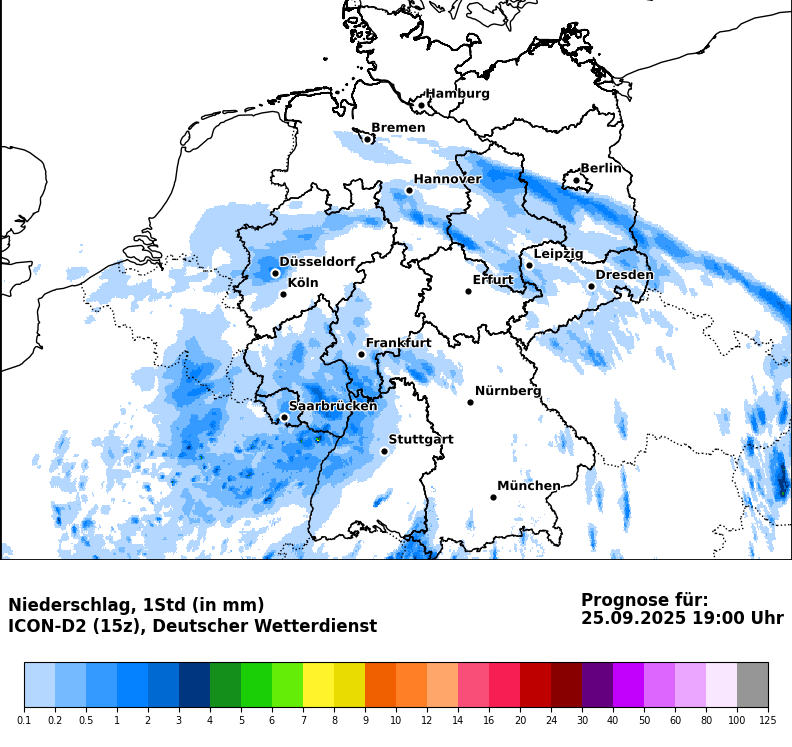 Hamburg
Bremen
Berlin
Hannover
Leipzig
Düsseldorf
Dresden
Erfurt
Köln
Frankfurt
Nürnberg
Saarbrücken
Stuttgart
München
Niederschlag, 1Std (in mm)
ICON-D2 (15z), Deutscher Wetterdienst
Prognose für:
25.09.2025 19:00 Uhr
0.1 0.2 0.5 1 2 3 4 5 6 7 8 9 10 12 14 16 20 24 30 40 50 60 80 100 125